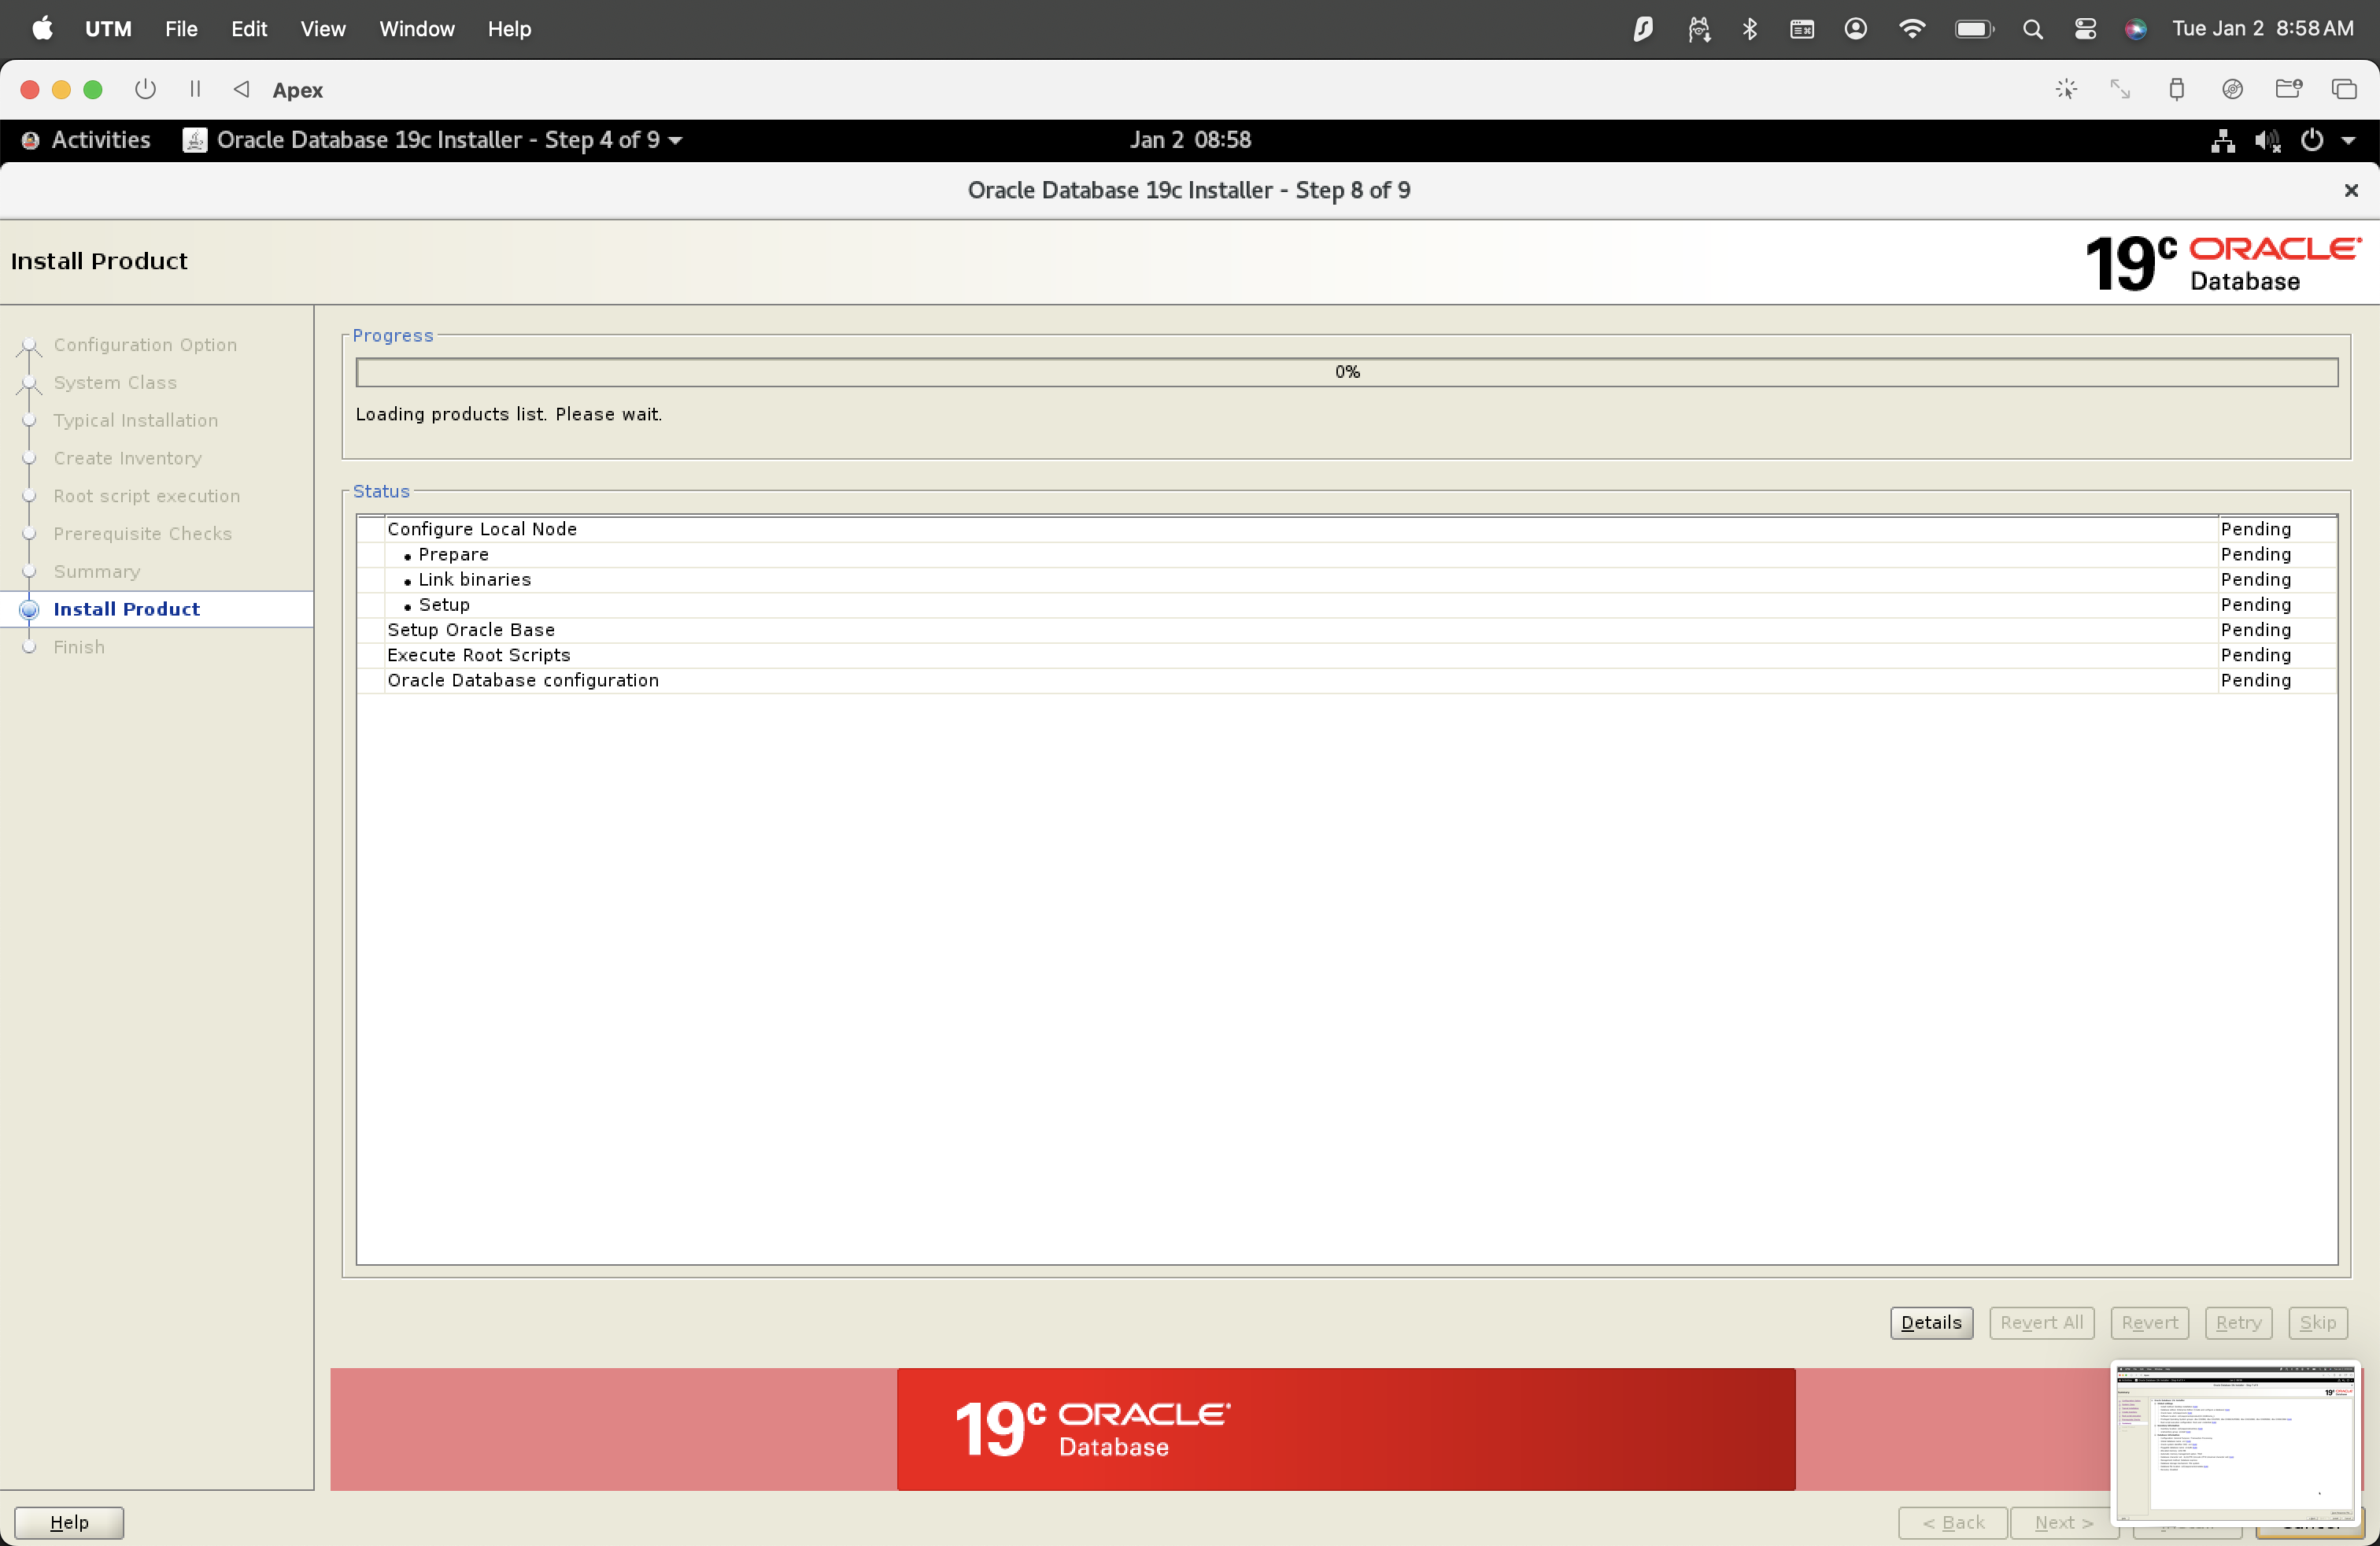 UTM File Edit View Window Help Tue Jan 2 8:58 AM
Apex
Activities Oracle Database 19c Installer - Step 4 of 9 Jan 2 08:58
Oracle Database 19c Installer - Step 8 of 9
Install Product
19c ORACLE
Database
Configuration Option
System Class
Typical Installation
Create Inventory
Root script execution
Prerequisite Checks
Summary
Install Product
Finish
Progress
0%
Loading products list. Please wait.
Status
Configure Local Node Pending
• Prepare Pending
• Link binaries Pending
• Setup Pending
Setup Oracle Base Pending
Execute Root Scripts Pending
Oracle Database configuration Pending
Details Revert All Revert Retry Skip
19c ORACLE
Database
Help < Back Next >